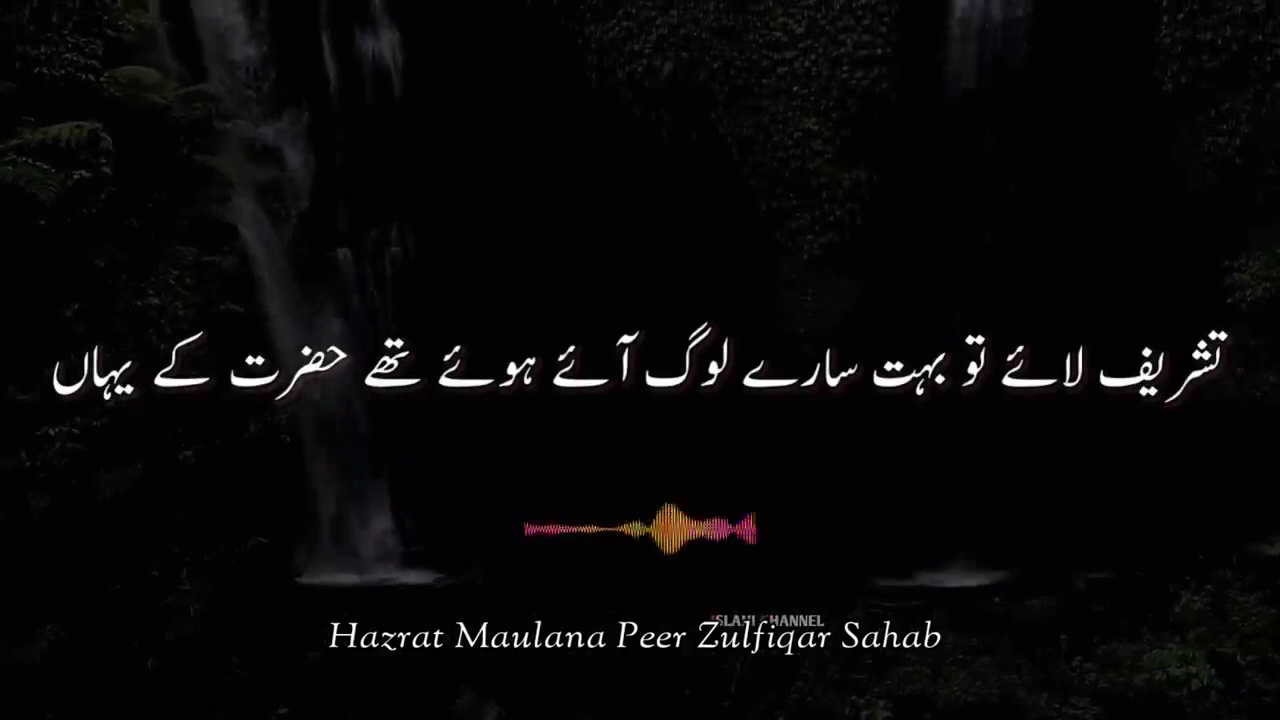 تشریف لائے تو بہت سارے لوگ آئے ہوئے تھے حضرت کے یہاں
Hazrat Maulana Peer Zulfiqar Sahab